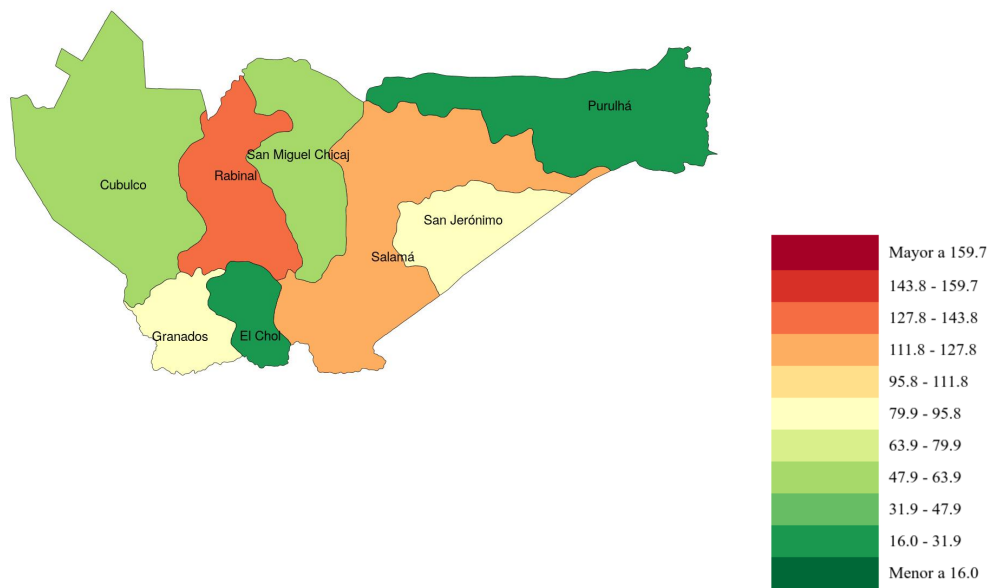 Purulhá
San Miguel Chicaj
Rabinal
Cubulco
San Jerónimo
Salamá
Granados
El Chol
Mayor a 159.7
143.8 - 159.7
127.8 - 143.8
111.8 - 127.8
95.8 - 111.8
79.9 - 95.8
63.9 - 79.9
47.9 - 63.9
31.9 - 47.9
16.0 - 31.9
Menor a 16.0